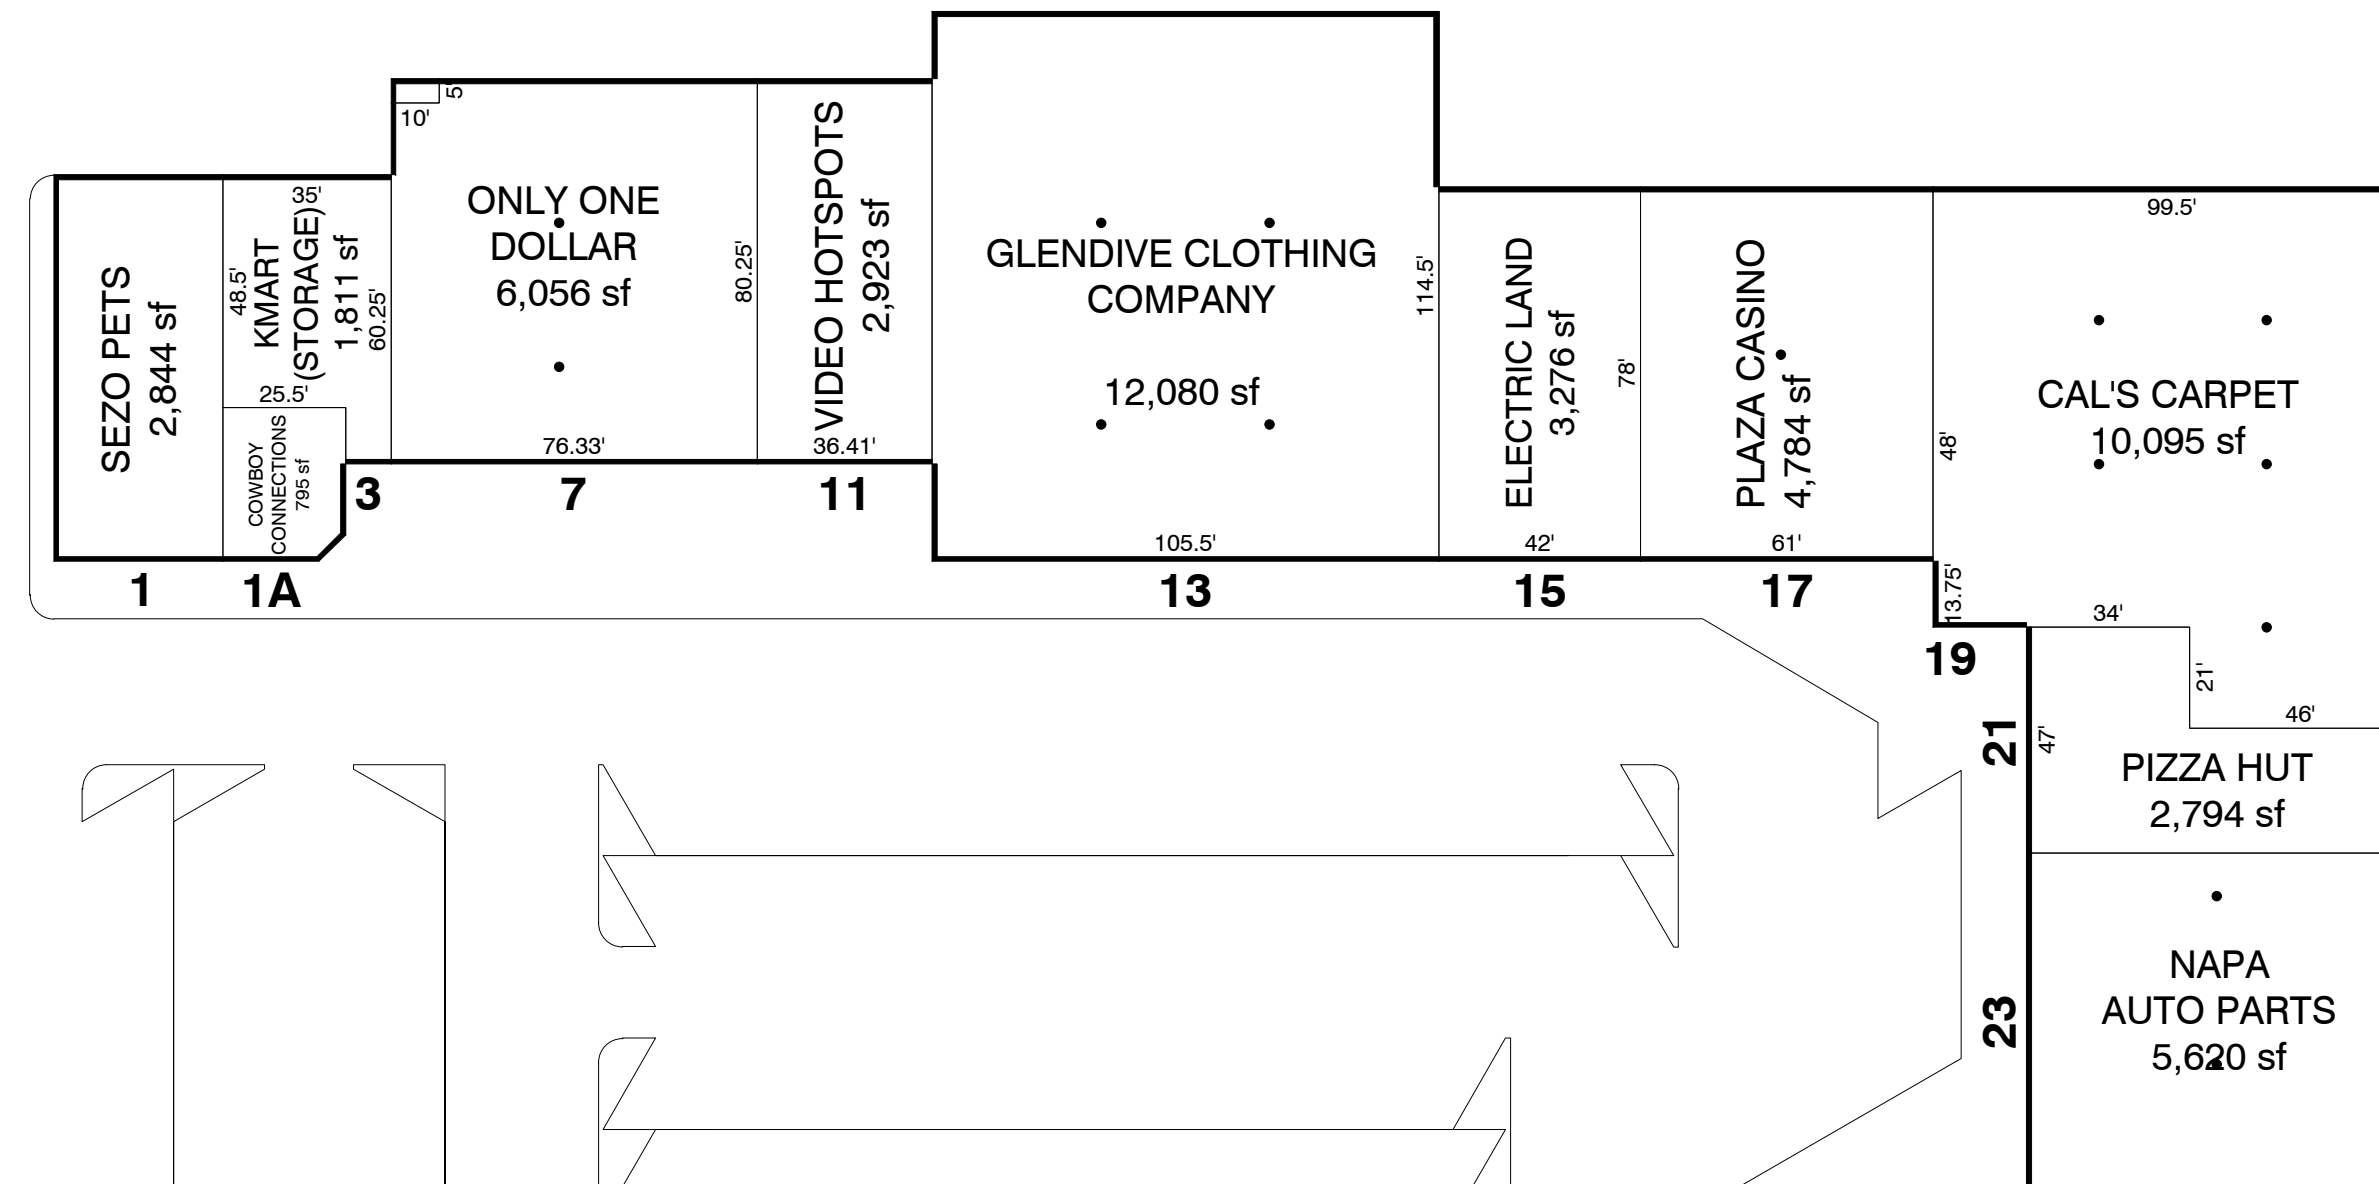 SEZO PETS
2,844 sf
1
48.5'
KMART
(STORAGE)
35'
1,811 sf
60.25'
25.5'
COWBOY
CONNECTIONS
795 sf
1A
3
5'
10'
ONLY ONE
DOLLAR
6,056 sf
76.33'
80.25'
7
VIDEO HOTSPOTS
2,923 sf
36.41'
11
GLENDIVE CLOTHING
COMPANY
12,080 sf
114.5'
105.5'
13
ELECTRIC LAND
3,276 sf
78'
42'
15
PLAZA CASINO
4,784 sf
61'
17
99.5'
48'
CAL'S CARPET
10,095 sf
13.75'
34'
19
21'
46'
21
47'
PIZZA HUT
2,794 sf
23
NAPA
AUTO PARTS
5,620 sf